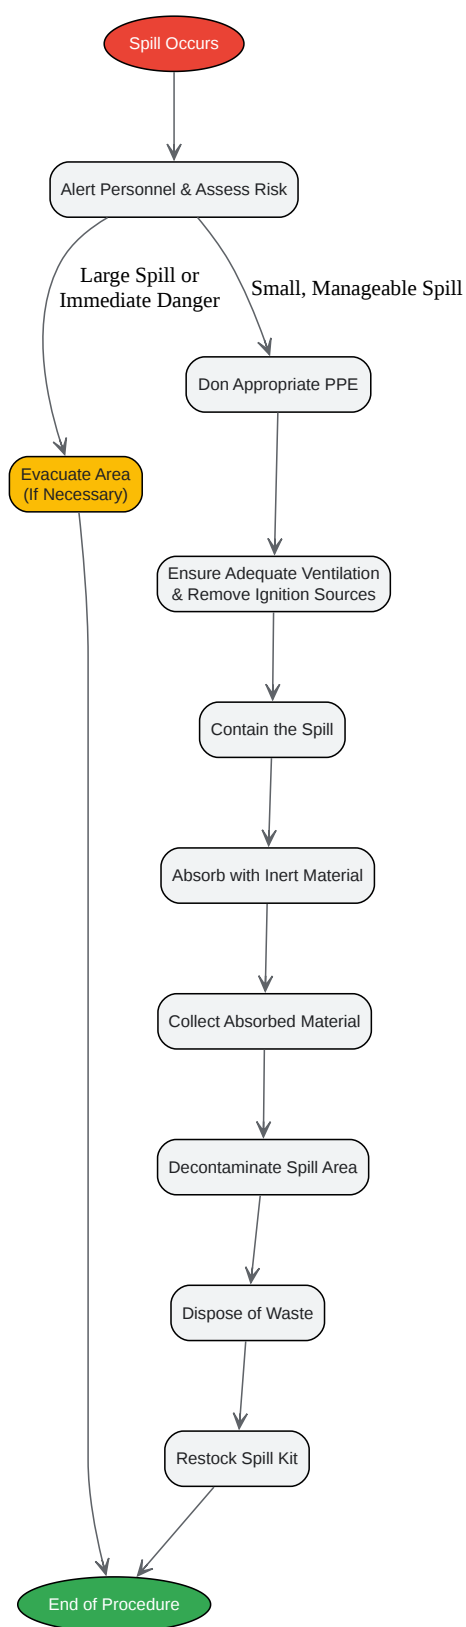 Spill Occurs
Alert Personnel & Assess Risk
Large Spill or
Immediate Danger
Small, Manageable Spill
Don Appropriate PPE
Evacuate Area
(If Necessary)
Ensure Adequate Ventilation
& Remove Ignition Sources
Contain the Spill
Absorb with Inert Material
Collect Absorbed Material
Decontaminate Spill Area
Dispose of Waste
Restock Spill Kit
End of Procedure